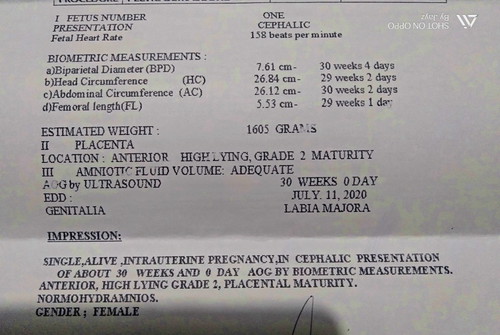 I FETUS NUMBER ONE
PRESENTATION CEPHALIC
Fetal Heart Rate 158 beats per minute
SHOT ON OPPO
By Jayz
BIOMETRIC MEASUREMENTS :
a)Biparietal Diameter (BPD) 7.61 cm- 30 weeks 4 days
b)Head Circumference (HC) 26.84 cm- 29 weeks 2 days
c)Abdominal Circumference (AC) 26.12 cm- 30 weeks 2 days
d)Femoral length(FL) 5.53 cm- 29 weeks 1 day
ESTIMATED WEIGHT : 1605 GRAMS
II PLACENTA
LOCATION : ANTERIOR HIGH LYING, GRADE 2 MATURITY
III AMNIOTIC FLUID VOLUME: ADEQUATE
AOG by ULTRASOUND 30 WEEKS 0 DAY
EDD : JULY. 11, 2020
GENITALIA LABIA MAJORA
IMPRESSION:
SINGLE,ALIVE ,INTRAUTERINE PREGNANCY,IN CEPHALIC PRESENTATION
OF ABOUT 30 WEEKS AND 0 DAY AOG BY BIOMETRIC MEASUREMENTS.
ANTERIOR, HIGH LYING GRADE 2, PLACENTAL MATURITY.
NORMOHYDRAMNIOS.
GENDER ; FEMALE